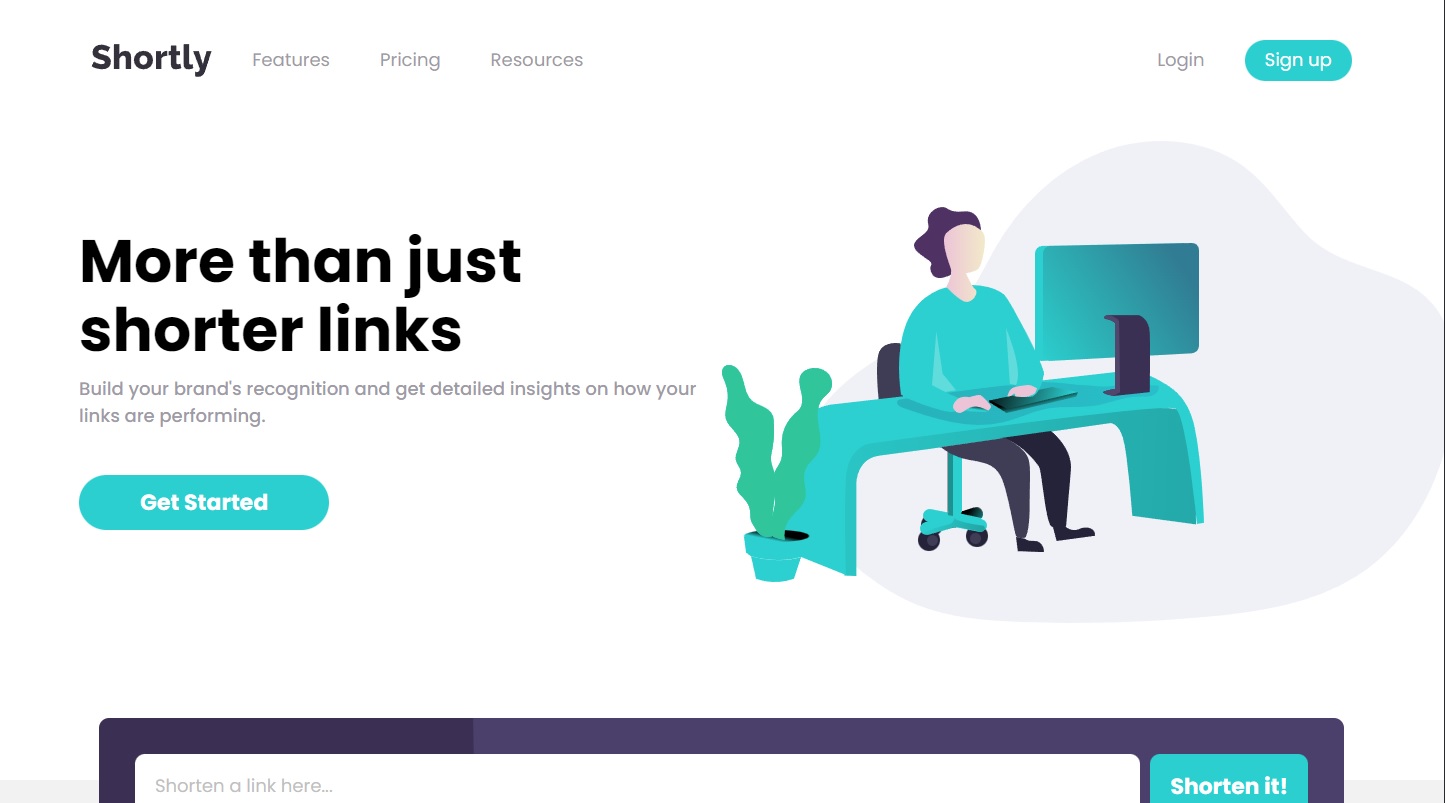 Shortly
Features
Pricing
Resources
Login
Sign up
More than just
shorter links
Build your brand's recognition and get detailed insights on how your
links are performing.
Get Started
Shorten a link here...
Shorten it!